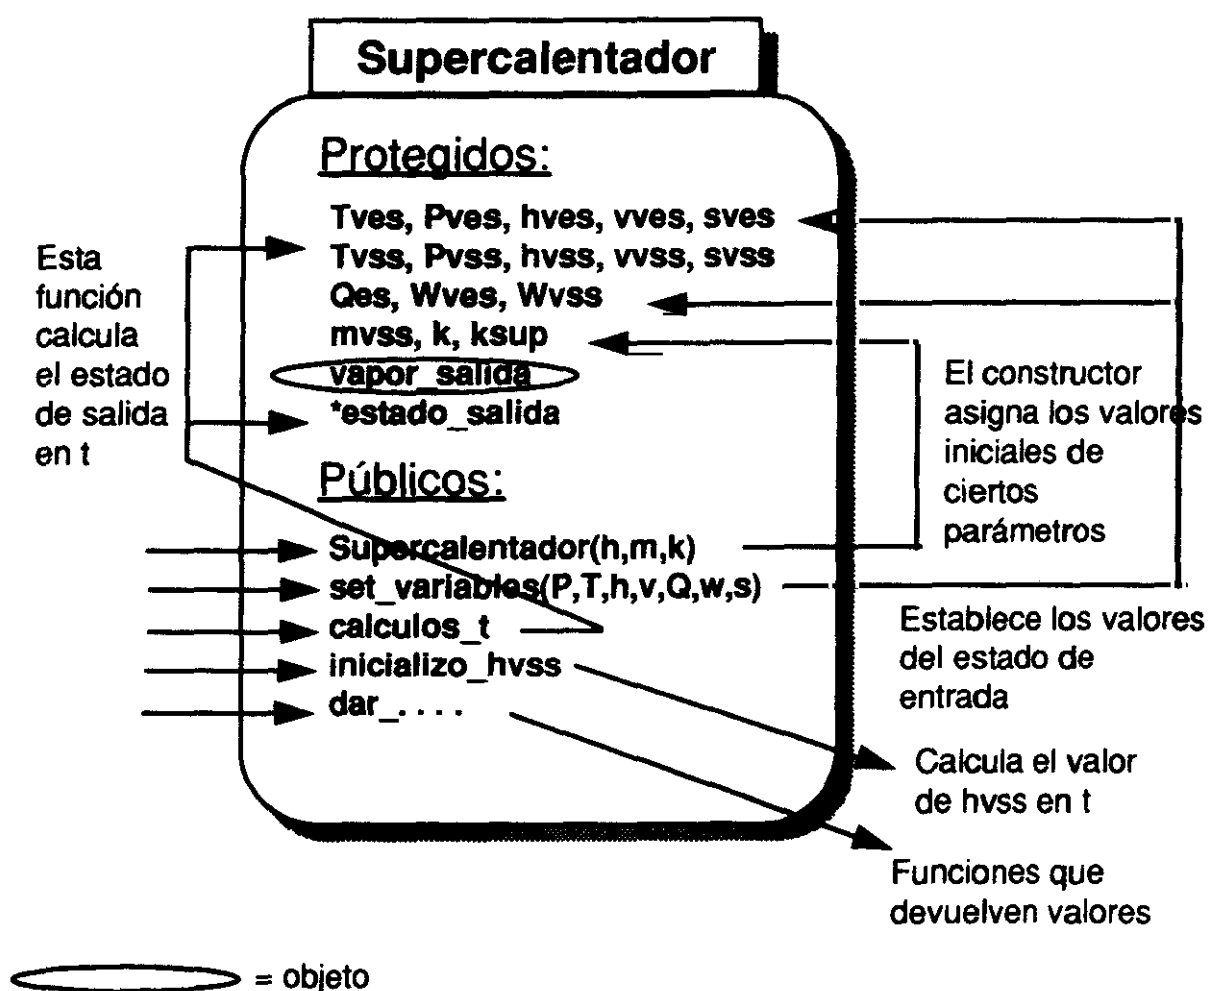 Supercalentador
Protegidos:
Tves, Pves, hves, vves, sves
Tvss, Pvss, hvss, vvss, svss
Qes, Wves, Wvss
mvss, k, ksup
vapor_salida
*estado_salida
Públicos:
Supercalentador(h,m,k)
set_variables(P,T,h,v,Q,w,s)
calculos_t
inicializo_hvss
dar_. . . .
Esta
función
calcula
el estado
de salida
en t
El constructor
asigna los valores
iniciales de
ciertos
parámetros
Establece los valores
del estado de
entrada
Calcula el valor
de hvss en t
Funciones que
devuelven valores
= objeto